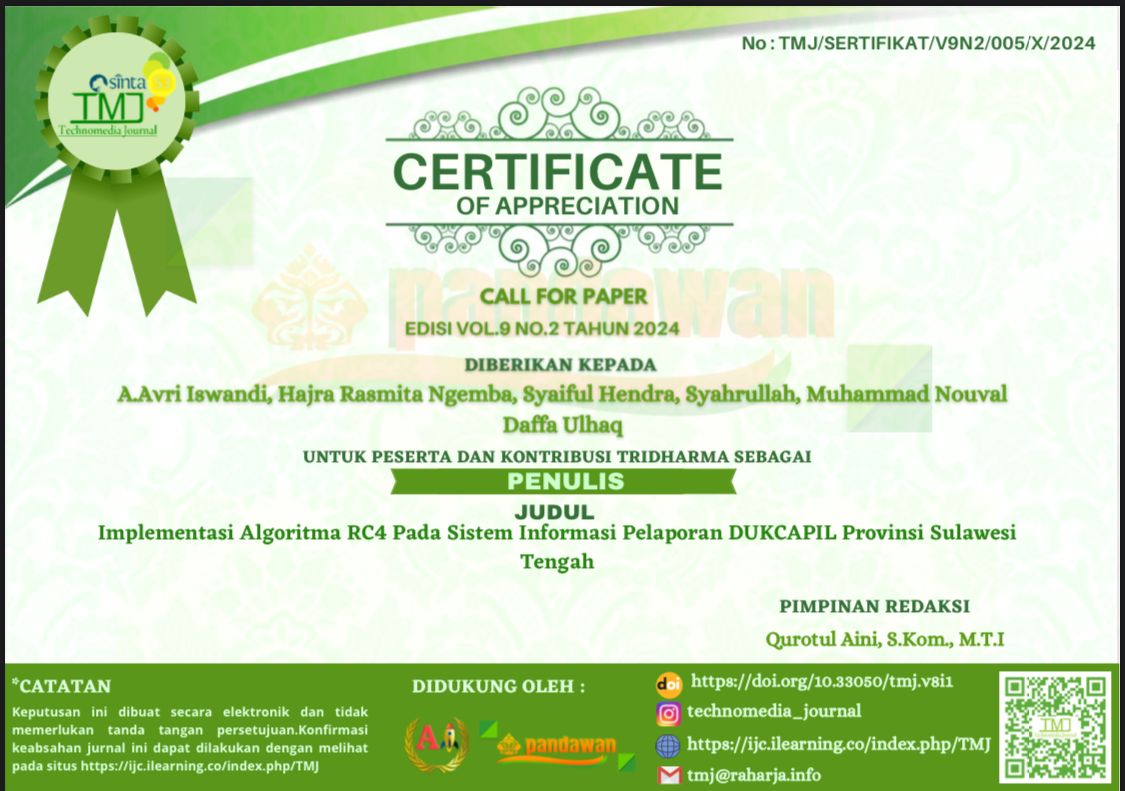 No : TMJ/SERTIFIKAT/V9N2/005/X/2024
sinta
TMJ
Technomedia Journal
CERTIFICATE
OF APPRECIATION
pandawan
CALL FOR PAPER
EDISI VOL.9 NO.2 TAHUN 2024
DIBERIKAN KEPADA
A.Avri Iswandi, Hajra Rasmita Ngemba, Syaiful Hendra, Syahrullah, Muhammad Nouval
Daffa Ulhaq
UNTUK PESERTA DAN KONTRIBUSI TRIDHARMA SEBAGAI
PENULIS
JUDUL
Implementasi Algoritma RC4 Pada Sistem Informasi Pelaporan DUKCAPIL Provinsi Sulawesi
Tengah
PIMPINAN REDAKSI
Qurotul Aini, S.Kom., M.T.I
*CATATAN
Keputusan ini dibuat secara elektronik dan tidak
memerlukan tanda tangan persetujuan.Konfirmasi
keabsahan jurnal ini dapat dilakukan dengan melihat
pada situs https://ijc.ilearning.co/index.php/TMJ
DIDUKUNG OLEH :
pandawan
doi https://doi.org/10.33050/tmj.v8i1
technomedia_journal
https://ijc.ilearning.co/index.php/TMJ
tmj@raharja.info
TMJ